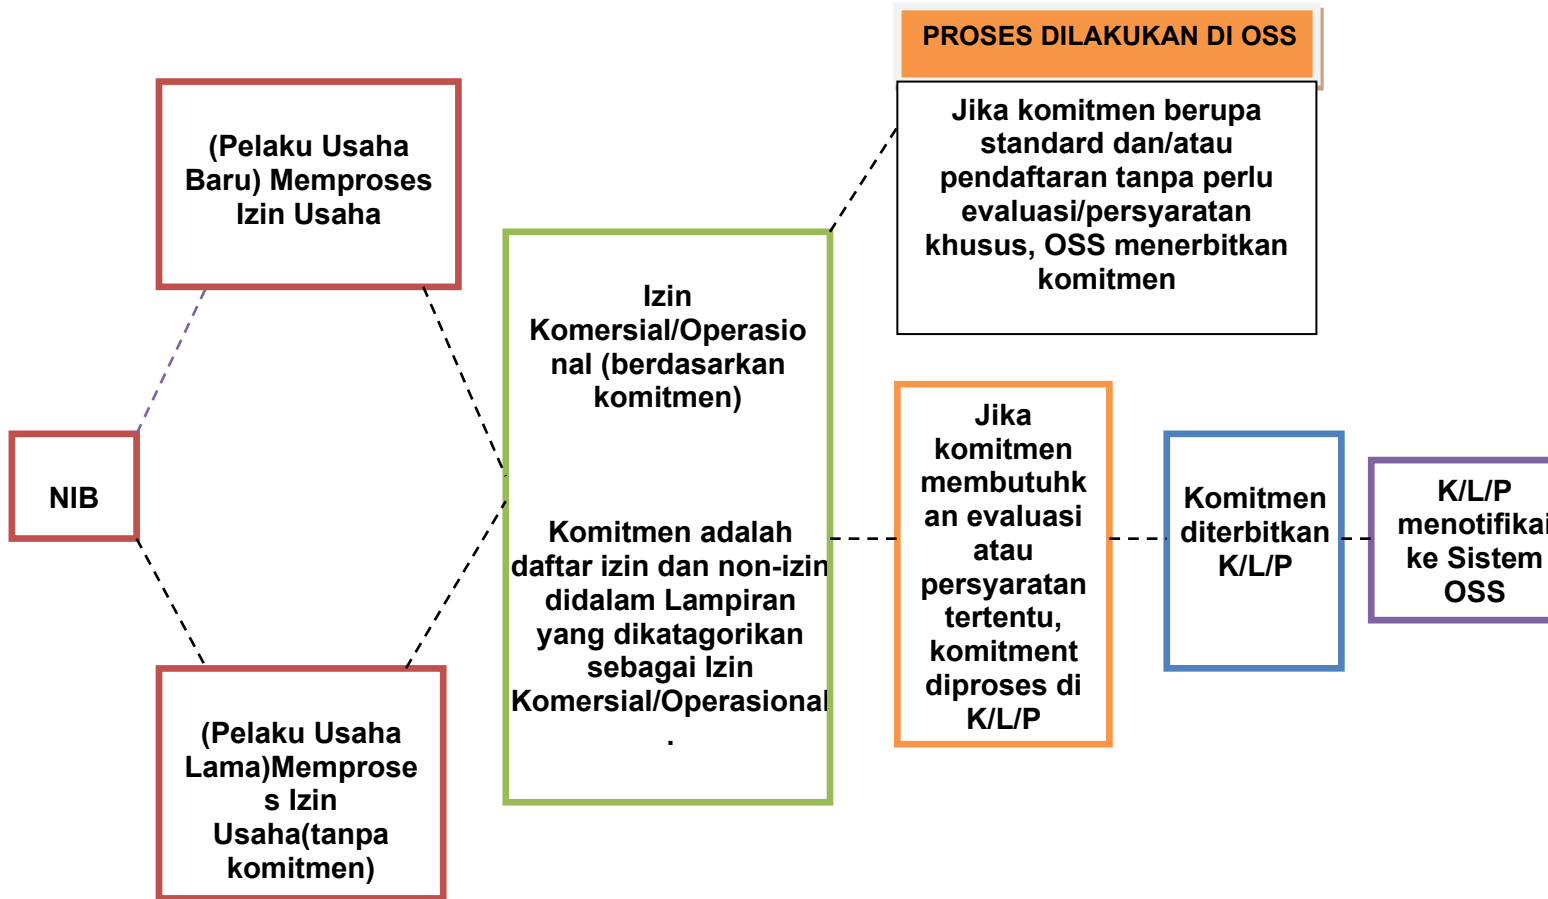 PROSES DILAKUKAN DI OSS
Jika komitmen berupa
standard dan/atau
pendaftaran tanpa perlu
evaluasi/persyaratan
khusus, OSS menerbitkan
komitmen
(Pelaku Usaha
Baru) Memproses
Izin Usaha
NIB
(Pelaku Usaha
Lama)Memprose
s Izin
Usaha(tanpa
komitmen)
Izin
Komersial/Operasio
nal (berdasarkan
komitmen)
Komitmen adalah
daftar izin dan non-izin
didalam Lampiran
yang dikatagorikan
sebagai Izin
Komersial/Operasional
.
Jika
komitmen
membutuhk
an evaluasi
atau
persyaratan
tertentu,
komitment
diproses di
K/L/P
Komitmen
diterbitkan
K/L/P
K/L/P
menotifikai
ke Sistem
OSS